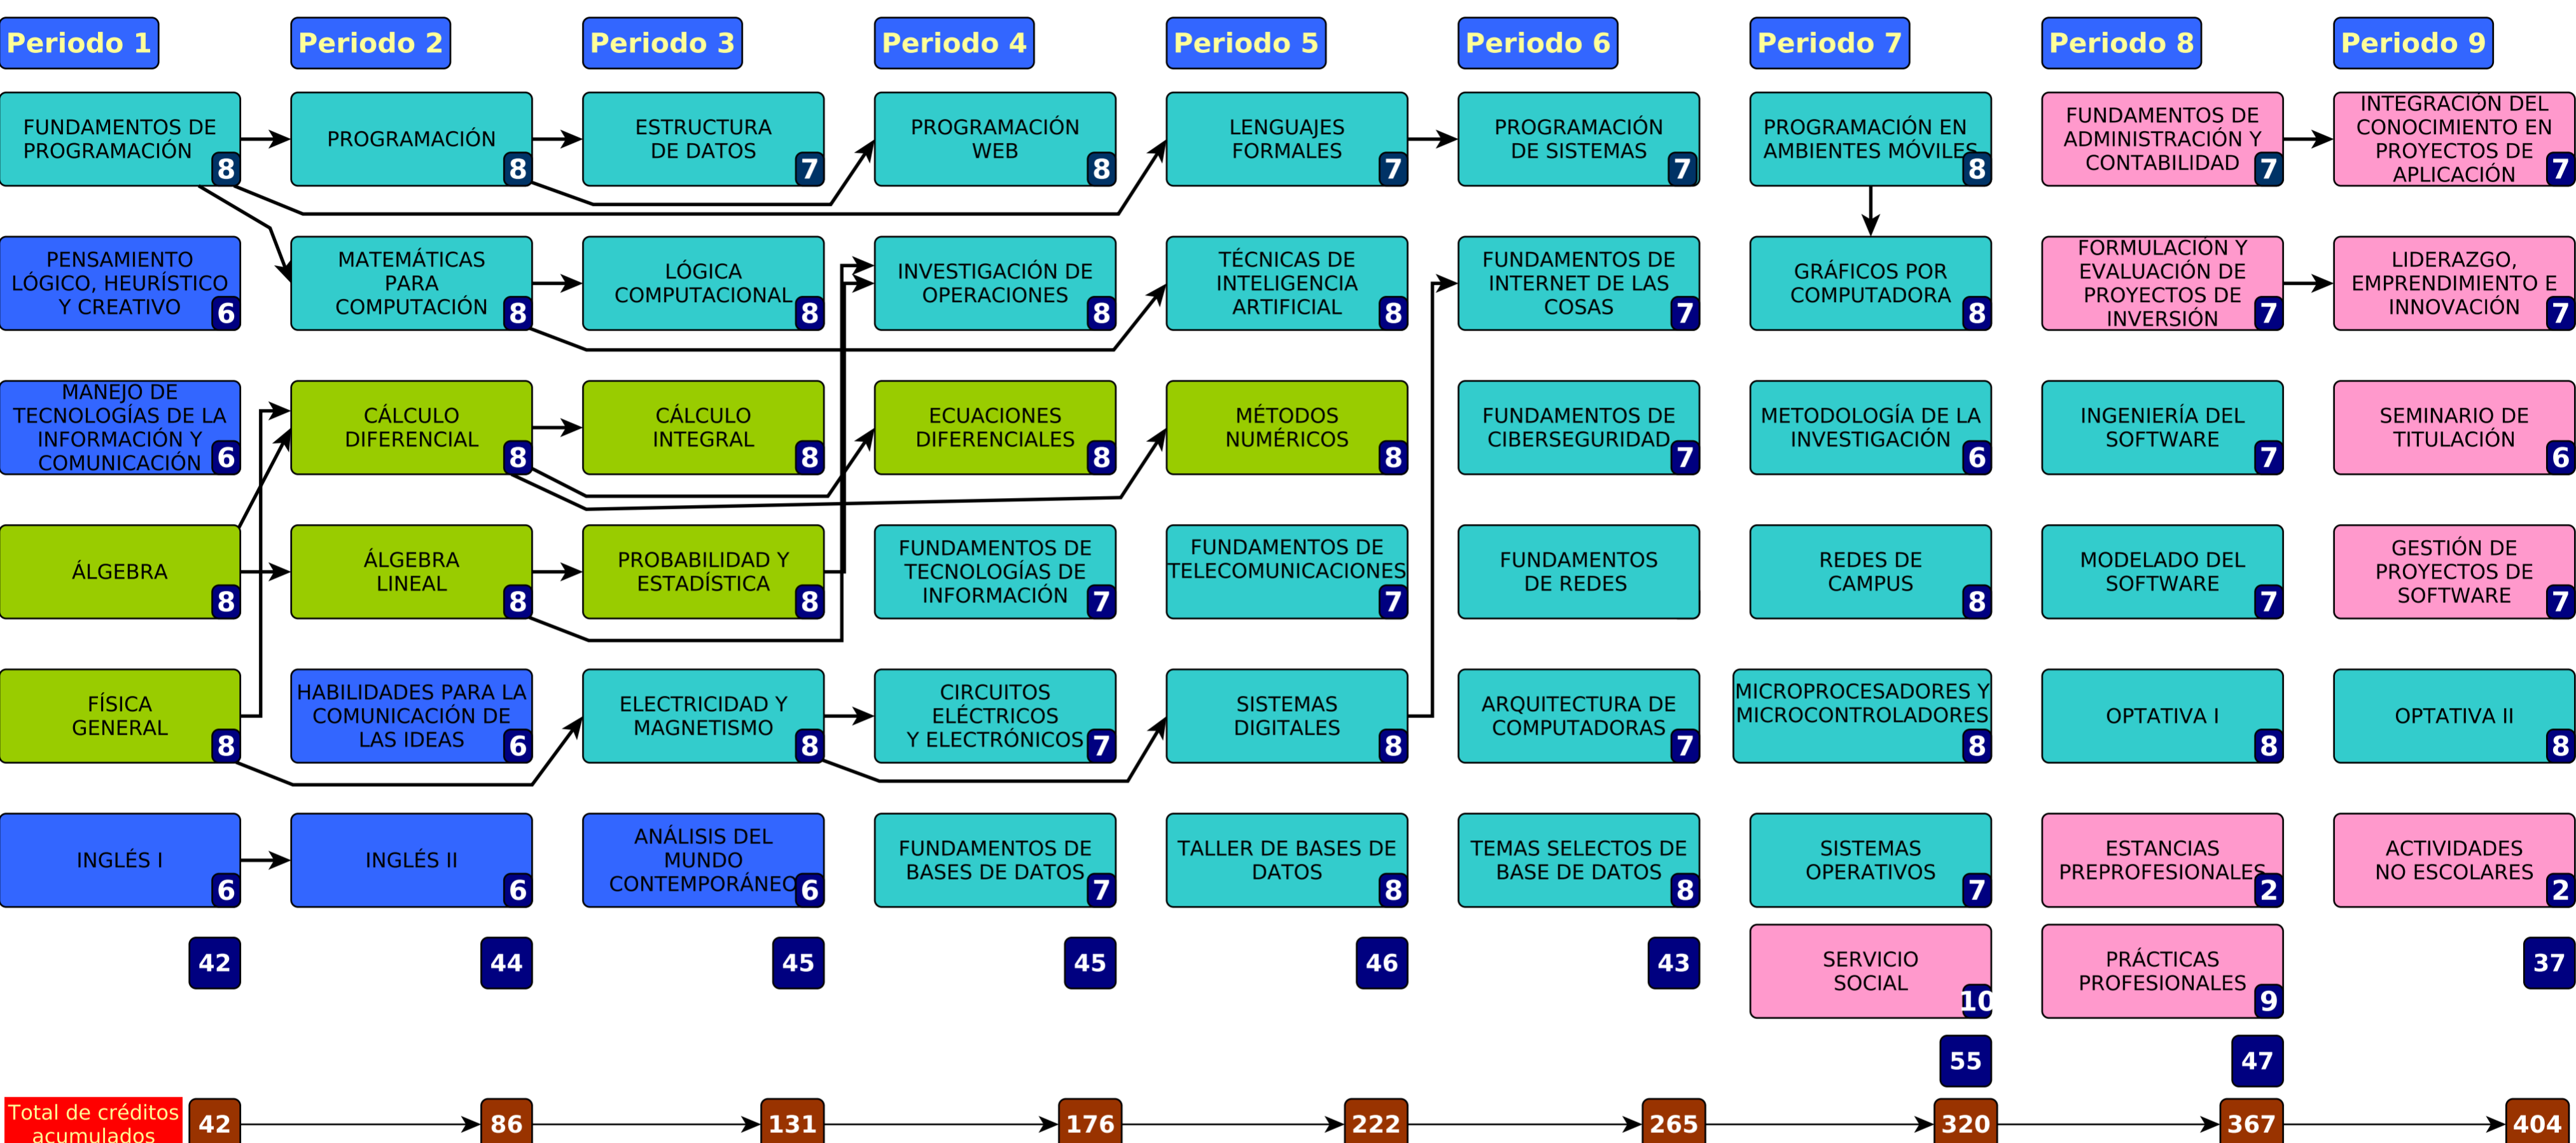 Periodo 1
Periodo 2
Periodo 3
Periodo 4
Periodo 5
Periodo 6
Periodo 7
Periodo 8
Periodo 9
FUNDAMENTOS DE
PROGRAMACIÓN
8
PROGRAMACIÓN
8
ESTRUCTURA
DE DATOS
7
PROGRAMACIÓN
WEB
8
LENGUAJES
FORMALES
7
PROGRAMACIÓN
DE SISTEMAS
7
PROGRAMACIÓN EN
AMBIENTES MÓVILES
8
FUNDAMENTOS DE
ADMINISTRACIÓN Y
CONTABILIDAD
7
INTEGRACIÓN DEL
CONOCIMIENTO EN
PROYECTOS DE
APLICACIÓN
7
PENSAMIENTO
LÓGICO, HEURÍSTICO
Y CREATIVO
6
MATEMÁTICAS
PARA
COMPUTACIÓN
8
LÓGICA
COMPUTACIONAL
8
INVESTIGACIÓN DE
OPERACIONES
8
TÉCNICAS DE
INTELIGENCIA
ARTIFICIAL
8
FUNDAMENTOS DE
INTERNET DE LAS
COSAS
7
GRÁFICOS POR
COMPUTADORA
8
FORMULACIÓN Y
EVALUACIÓN DE
PROYECTOS DE
INVERSIÓN
7
LIDERAZGO,
EMPRENDIMIENTO E
INNOVACIÓN
7
MANEJO DE
TECNOLOGÍAS DE LA
INFORMACIÓN Y
COMUNICACIÓN
6
CÁLCULO
DIFERENCIAL
8
CÁLCULO
INTEGRAL
8
ECUACIONES
DIFERENCIALES
8
MÉTODOS
NUMÉRICOS
8
FUNDAMENTOS DE
CIBERSEGURIDAD
7
METODOLOGÍA DE LA
INVESTIGACIÓN
6
INGENIERÍA DEL
SOFTWARE
7
SEMINARIO DE
TITULACIÓN
6
ÁLGEBRA
8
ÁLGEBRA
LINEAL
8
PROBABILIDAD Y
ESTADÍSTICA
8
FUNDAMENTOS DE
TECNOLOGÍAS DE
INFORMACIÓN
7
FUNDAMENTOS DE
TELECOMUNICACIONES
7
FUNDAMENTOS
DE REDES
REDES DE
CAMPUS
8
MODELADO DEL
SOFTWARE
7
GESTIÓN DE
PROYECTOS DE
SOFTWARE
7
FÍSICA
GENERAL
8
HABILIDADES PARA LA
COMUNICACIÓN DE
LAS IDEAS
6
ELECTRICIDAD Y
MAGNETISMO
8
CIRCUITOS
ELÉCTRICOS
Y ELECTRÓNICOS
7
SISTEMAS
DIGITALES
8
ARQUITECTURA DE
COMPUTADORAS
7
MICROPROCESADORES Y
MICROCONTROLADORES
8
OPTATIVA I
8
OPTATIVA II
8
INGLÉS I
6
INGLÉS II
6
ANÁLISIS DEL
MUNDO
CONTEMPORÁNEO
6
FUNDAMENTOS DE
BASES DE DATOS
7
TALLER DE BASES DE
DATOS
8
TEMAS SELECTOS DE
BASE DE DATOS
8
SISTEMAS
OPERATIVOS
7
ESTANCIAS
PREPROFESIONALES
2
ACTIVIDADES
NO ESCOLARES
2
42
44
45
45
46
43
SERVICIO
SOCIAL
10
PRÁCTICAS
PROFESIONALES
9
37
55
47
Total de créditos
acumulados
42
86
131
176
222
265
320
367
404